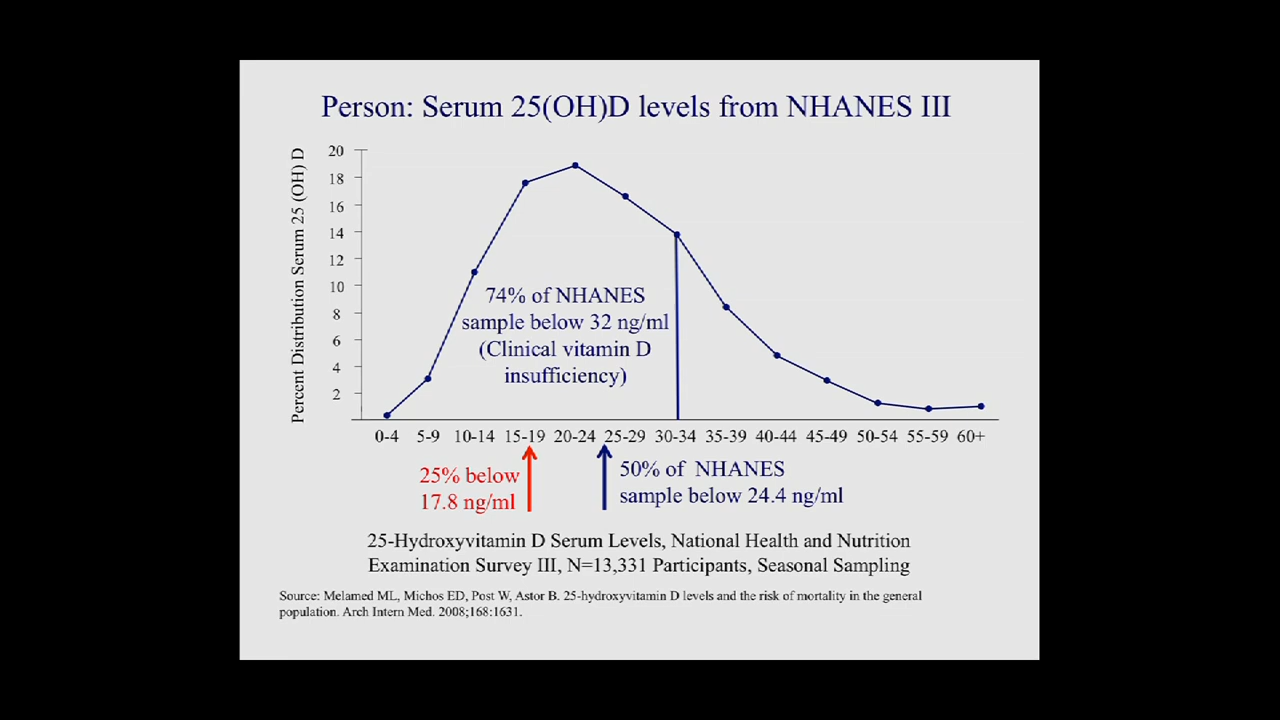 Person: Serum 25(OH)D levels from NHANES III
Percent Distribution Serum 25 (OH) D
20
18
16
14
12
10
8
6
4
2
74% of NHANES
sample below 32 ng/ml
(Clinical vitamin D
insufficiency)
0-4 5-9 10-14 15-19 20-24 25-29 30-34 35-39 40-44 45-49 50-54 55-59 60+
25% below
17.8 ng/ml
50% of NHANES
sample below 24.4 ng/ml
25-Hydroxyvitamin D Serum Levels, National Health and Nutrition
Examination Survey III, N=13,331 Participants, Seasonal Sampling
Source: Melamed ML, Michos ED, Post W, Astor B. 25-hydroxyvitamin D levels and the risk of mortality in the general
population. Arch Intern Med. 2008;168:1631.